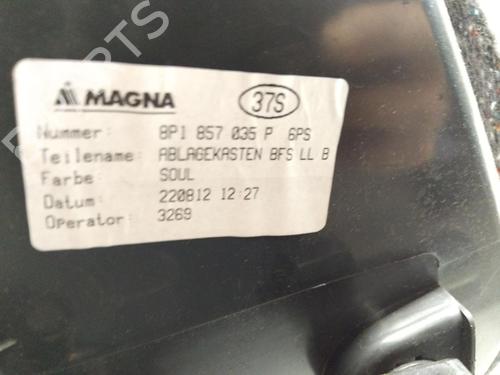 MAGNA 37S
Nummer: 8P1 857 035 P 6PS
Teilename: ABLAGEKASTEN BFS LL B
Farbe: SOUL
Datum: 220812 12:27
Operator: 3269
PARTS